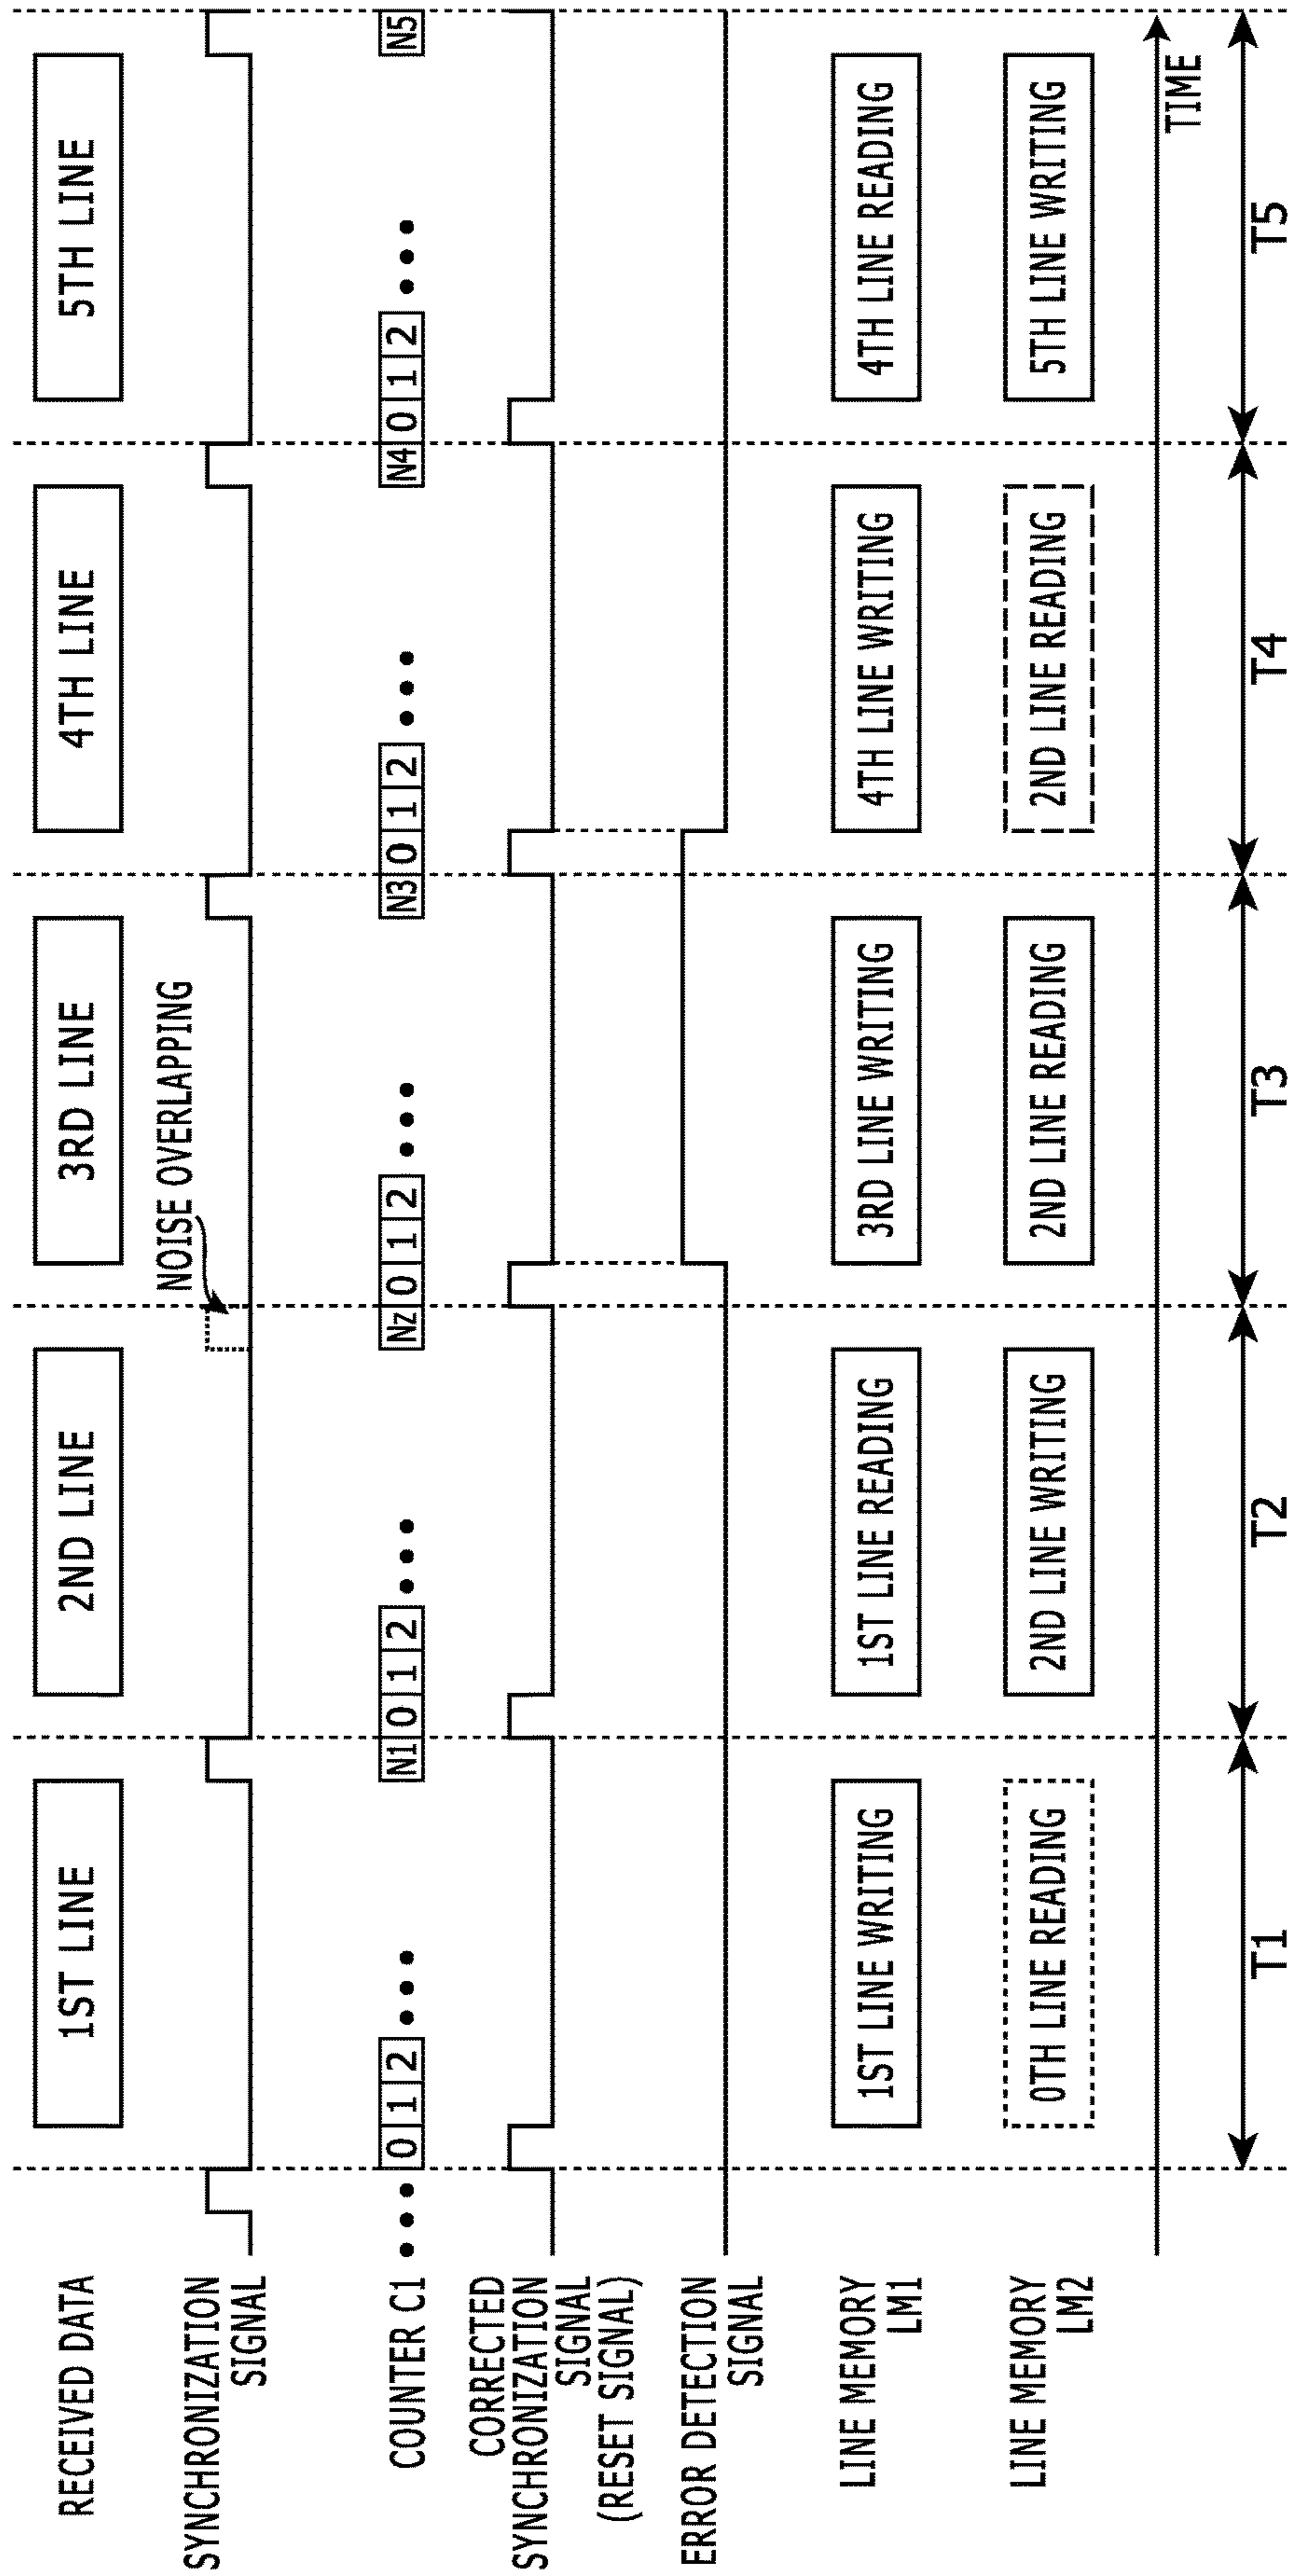 RECEIVED DATA
1ST LINE
2ND LINE
3RD LINE
4TH LINE
5TH LINE
NOISE OVERLAPPING
SYNCHRONIZATION
SIGNAL
COUNTER C1
0 1 2
N1 0 1 2
Nz 0 1 2
N3 0 1 2
N4 0 1 2
N5
CORRECTED
SYNCHRONIZATION
SIGNAL
(RESET SIGNAL)
ERROR DETECTION
SIGNAL
LINE MEMORY
LM1
1ST LINE WRITING
1ST LINE READING
3RD LINE WRITING
4TH LINE WRITING
4TH LINE READING
LINE MEMORY
LM2
0TH LINE READING
2ND LINE WRITING
2ND LINE READING
2ND LINE READING
5TH LINE WRITING
TIME
T1
T2
T3
T4
T5